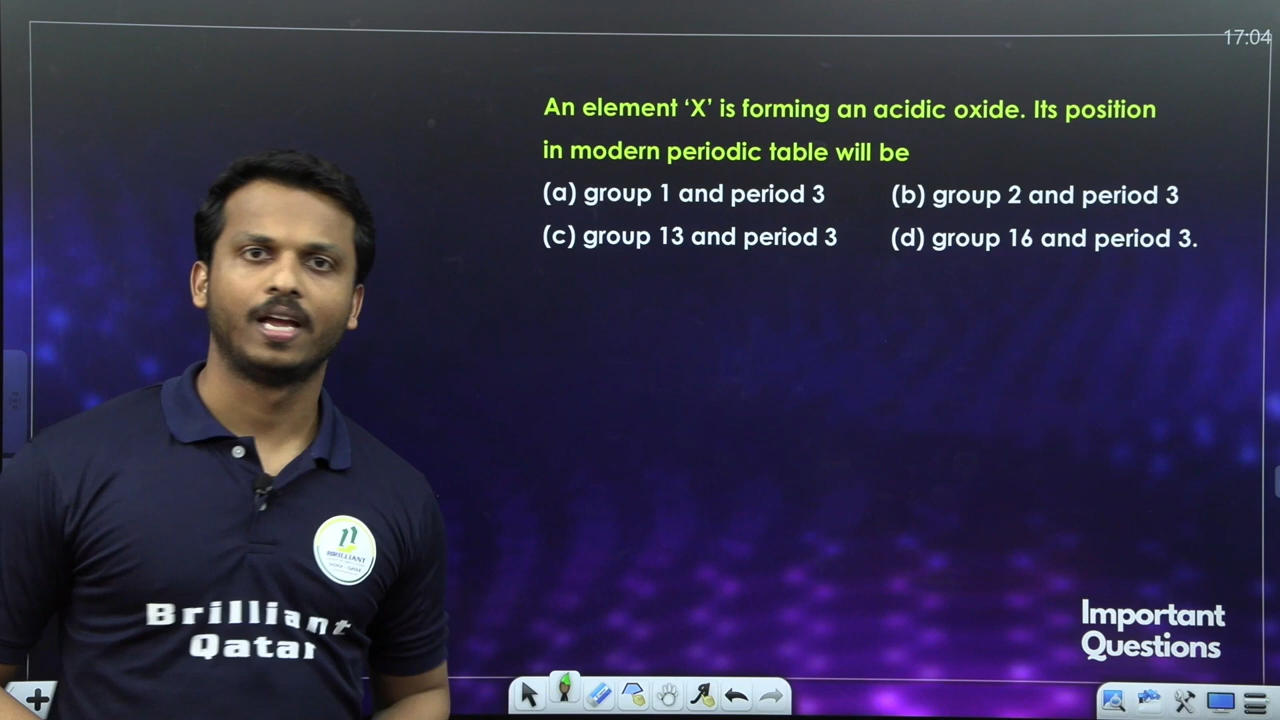 17:04
An element ‘X’ is forming an acidic oxide. Its position
in modern periodic table will be
(a) group 1 and period 3 (b) group 2 and period 3
(c) group 13 and period 3 (d) group 16 and period 3.
BRILLIANT
Brilliant
Qatar
Important
Questions